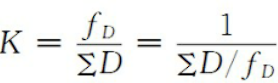 K = f_D / ΣD = 1 / ΣD/f_D